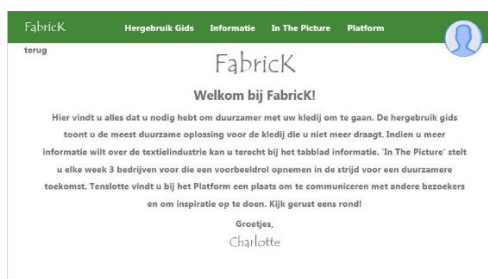 FabricK Hergebruik Gids Informatie In The Picture Platform
terug
FabricK
Welkom bij FabricK!
Hier vindt u alles dat u nodig hebt om duurzamer met uw kledij om te gaan. De hergebruik gids
toont u de meest duurzame oplossing voor de kledij die u niet meer draagt. Indien u meer
informatie wilt over de textielindustrie kan u terecht bij het tabblad informatie. 'In The Picture' stelt
u elke week 3 bedrijven voor die een voorbeeldrol opnemen in de strijd voor een duurzamere
toekomst. Tenslotte vindt u bij het Platform een plaats om te communiceren met andere bezoekers
en om inspiratie op te doen. Kijk gerust eens rond!
Groetjes,
Charlotte